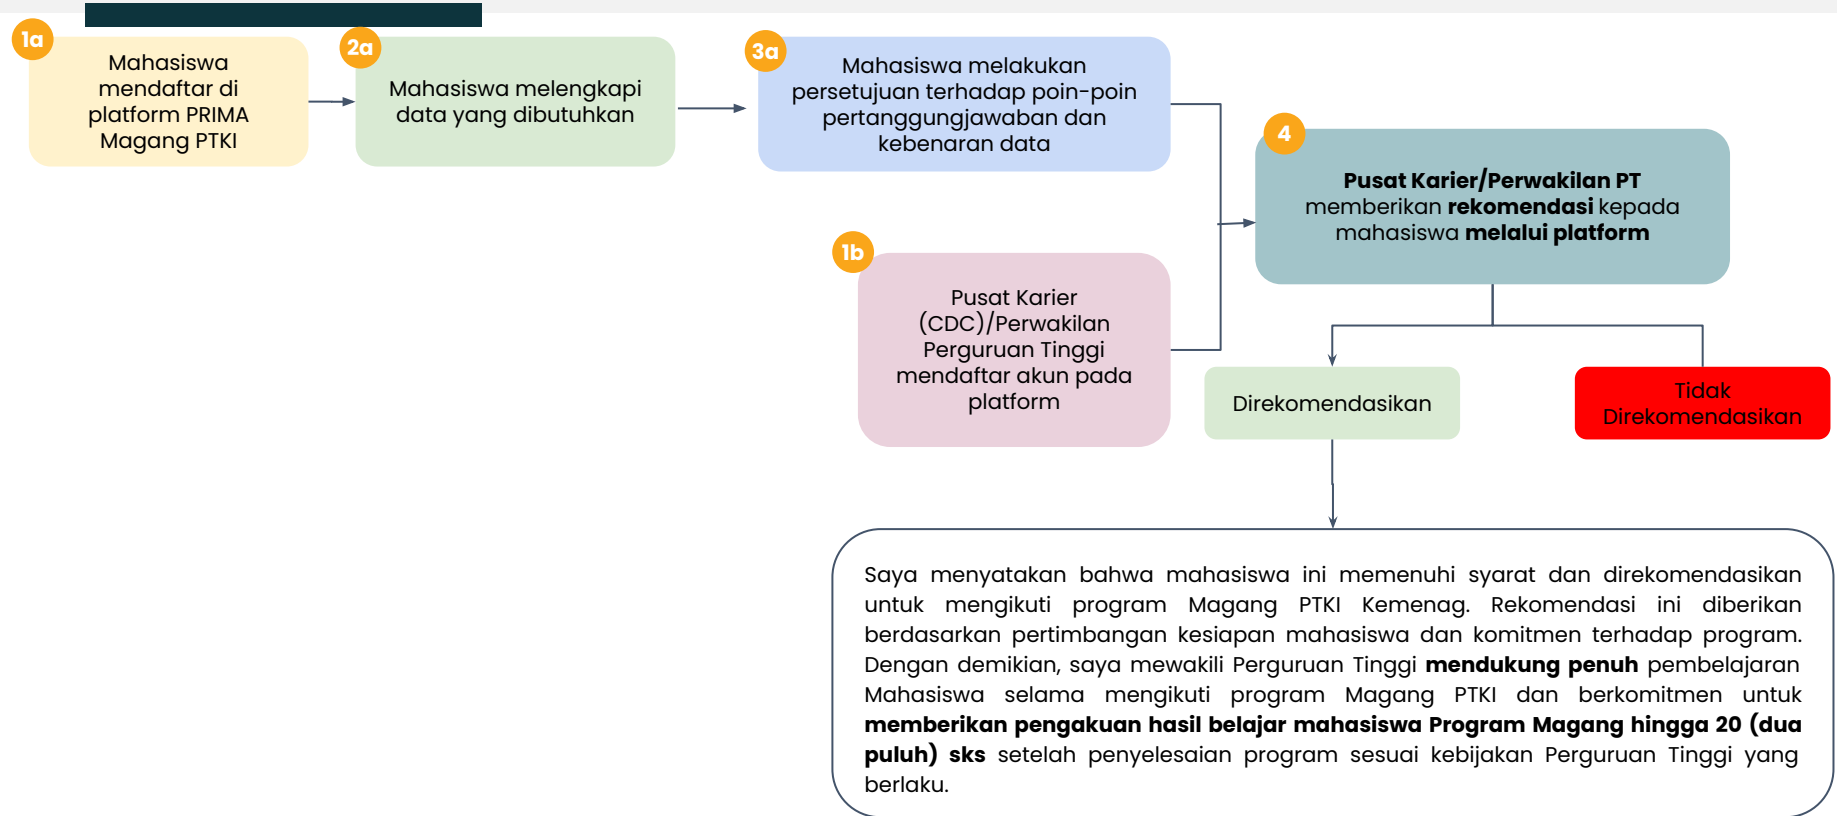 1a
Mahasiswa
mendaftar di
platform PRIMA
Magang PTKI
2a
Mahasiswa melengkapi
data yang dibutuhkan
3a
Mahasiswa melakukan
persetujuan terhadap poin-poin
pertanggungjawaban dan
kebenaran data
1b
Pusat Karier
(CDC)/Perwakilan
Perguruan Tinggi
mendaftar akun pada
platform
4
Pusat Karier/Perwakilan PT
memberikan rekomendasi kepada
mahasiswa melalui platform
Direkomendasikan
Tidak
Direkomendasikan
Saya menyatakan bahwa mahasiswa ini memenuhi syarat dan direkomendasikan
untuk mengikuti program Magang PTKI Kemenag. Rekomendasi ini diberikan
berdasarkan pertimbangan kesiapan mahasiswa dan komitmen terhadap program.
Dengan demikian, saya mewakili Perguruan Tinggi mendukung penuh pembelajaran
Mahasiswa selama mengikuti program Magang PTKI dan berkomitmen untuk
memberikan pengakuan hasil belajar mahasiswa Program Magang hingga 20 (dua
puluh) sks setelah penyelesaian program sesuai kebijakan Perguruan Tinggi yang
berlaku.